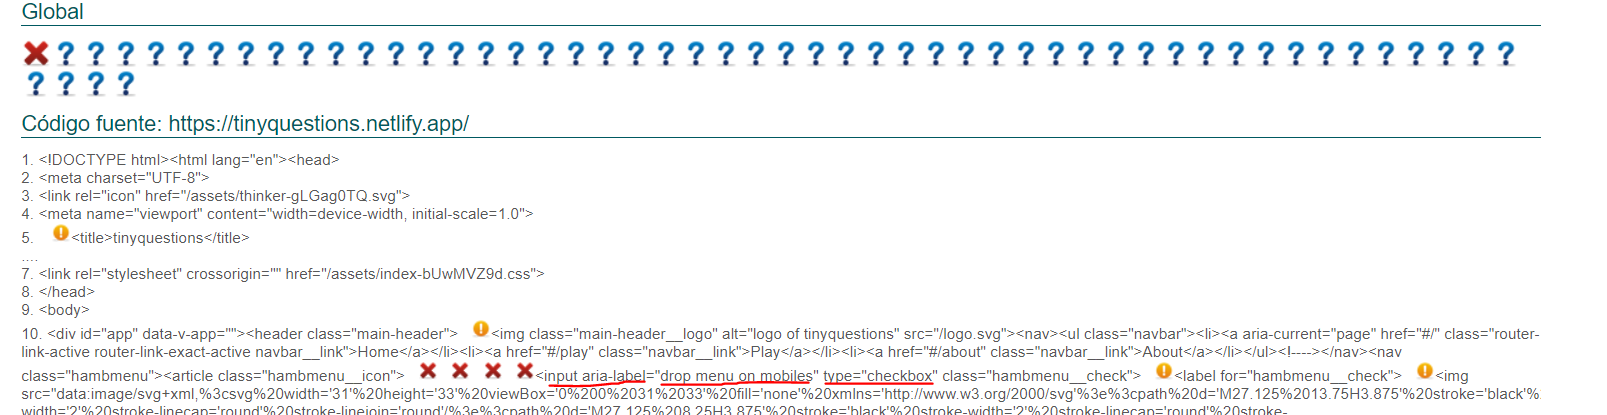 Global
Código fuente: https://tinyquestions.netlify.app/
1. <!DOCTYPE html><html lang="en"><head>
2. <meta charset="UTF-8">
3. <link rel="icon" href="/assets/thinker-gLGag0TQ.svg">
4. <meta name="viewport" content="width=device-width, initial-scale=1.0">
5. <title>tinyquestions</title>
....
7. <link rel="stylesheet" crossorigin="" href="/assets/index-bUwMVZ9d.css">
8. </head>
9. <body>
10. <div id="app" data-v-app=""><header class="main-header"> <img class="main-header__logo" alt="logo of tinyquestions" src="/logo.svg"><nav><ul class="navbar"><li><a aria-current="page" href="#/" class="router-
link-active router-link-exact-active navbar__link">Home</a></li><li><a href="#/play" class="navbar__link">Play</a></li><li><a href="#/about" class="navbar__link">About</a></li></ul><!----></nav><nav
class="hambmenu"><article class="hambmenu__icon"> <input aria-label="drop menu on mobiles" type="checkbox" class="hambmenu__check"> <label for="hambmenu__check"> <img
src="data:image/svg+xml,%3csvg%20width='31'%20height='33'%20viewBox='0%200%2031%2033'%20fill='none'%20xmlns='http://www.w3.org/2000/svg'%3e%3cpath%20d='M27.125%2013.75H3.875'%20stroke='black'%
width='2'%20stroke-linecap='round'%20stroke-linejoin='round'/%3e%3cpath%20d='M27.125%208.25H3.875'%20stroke='black'%20stroke-width='2'%20stroke-linecap='round'%20stroke-